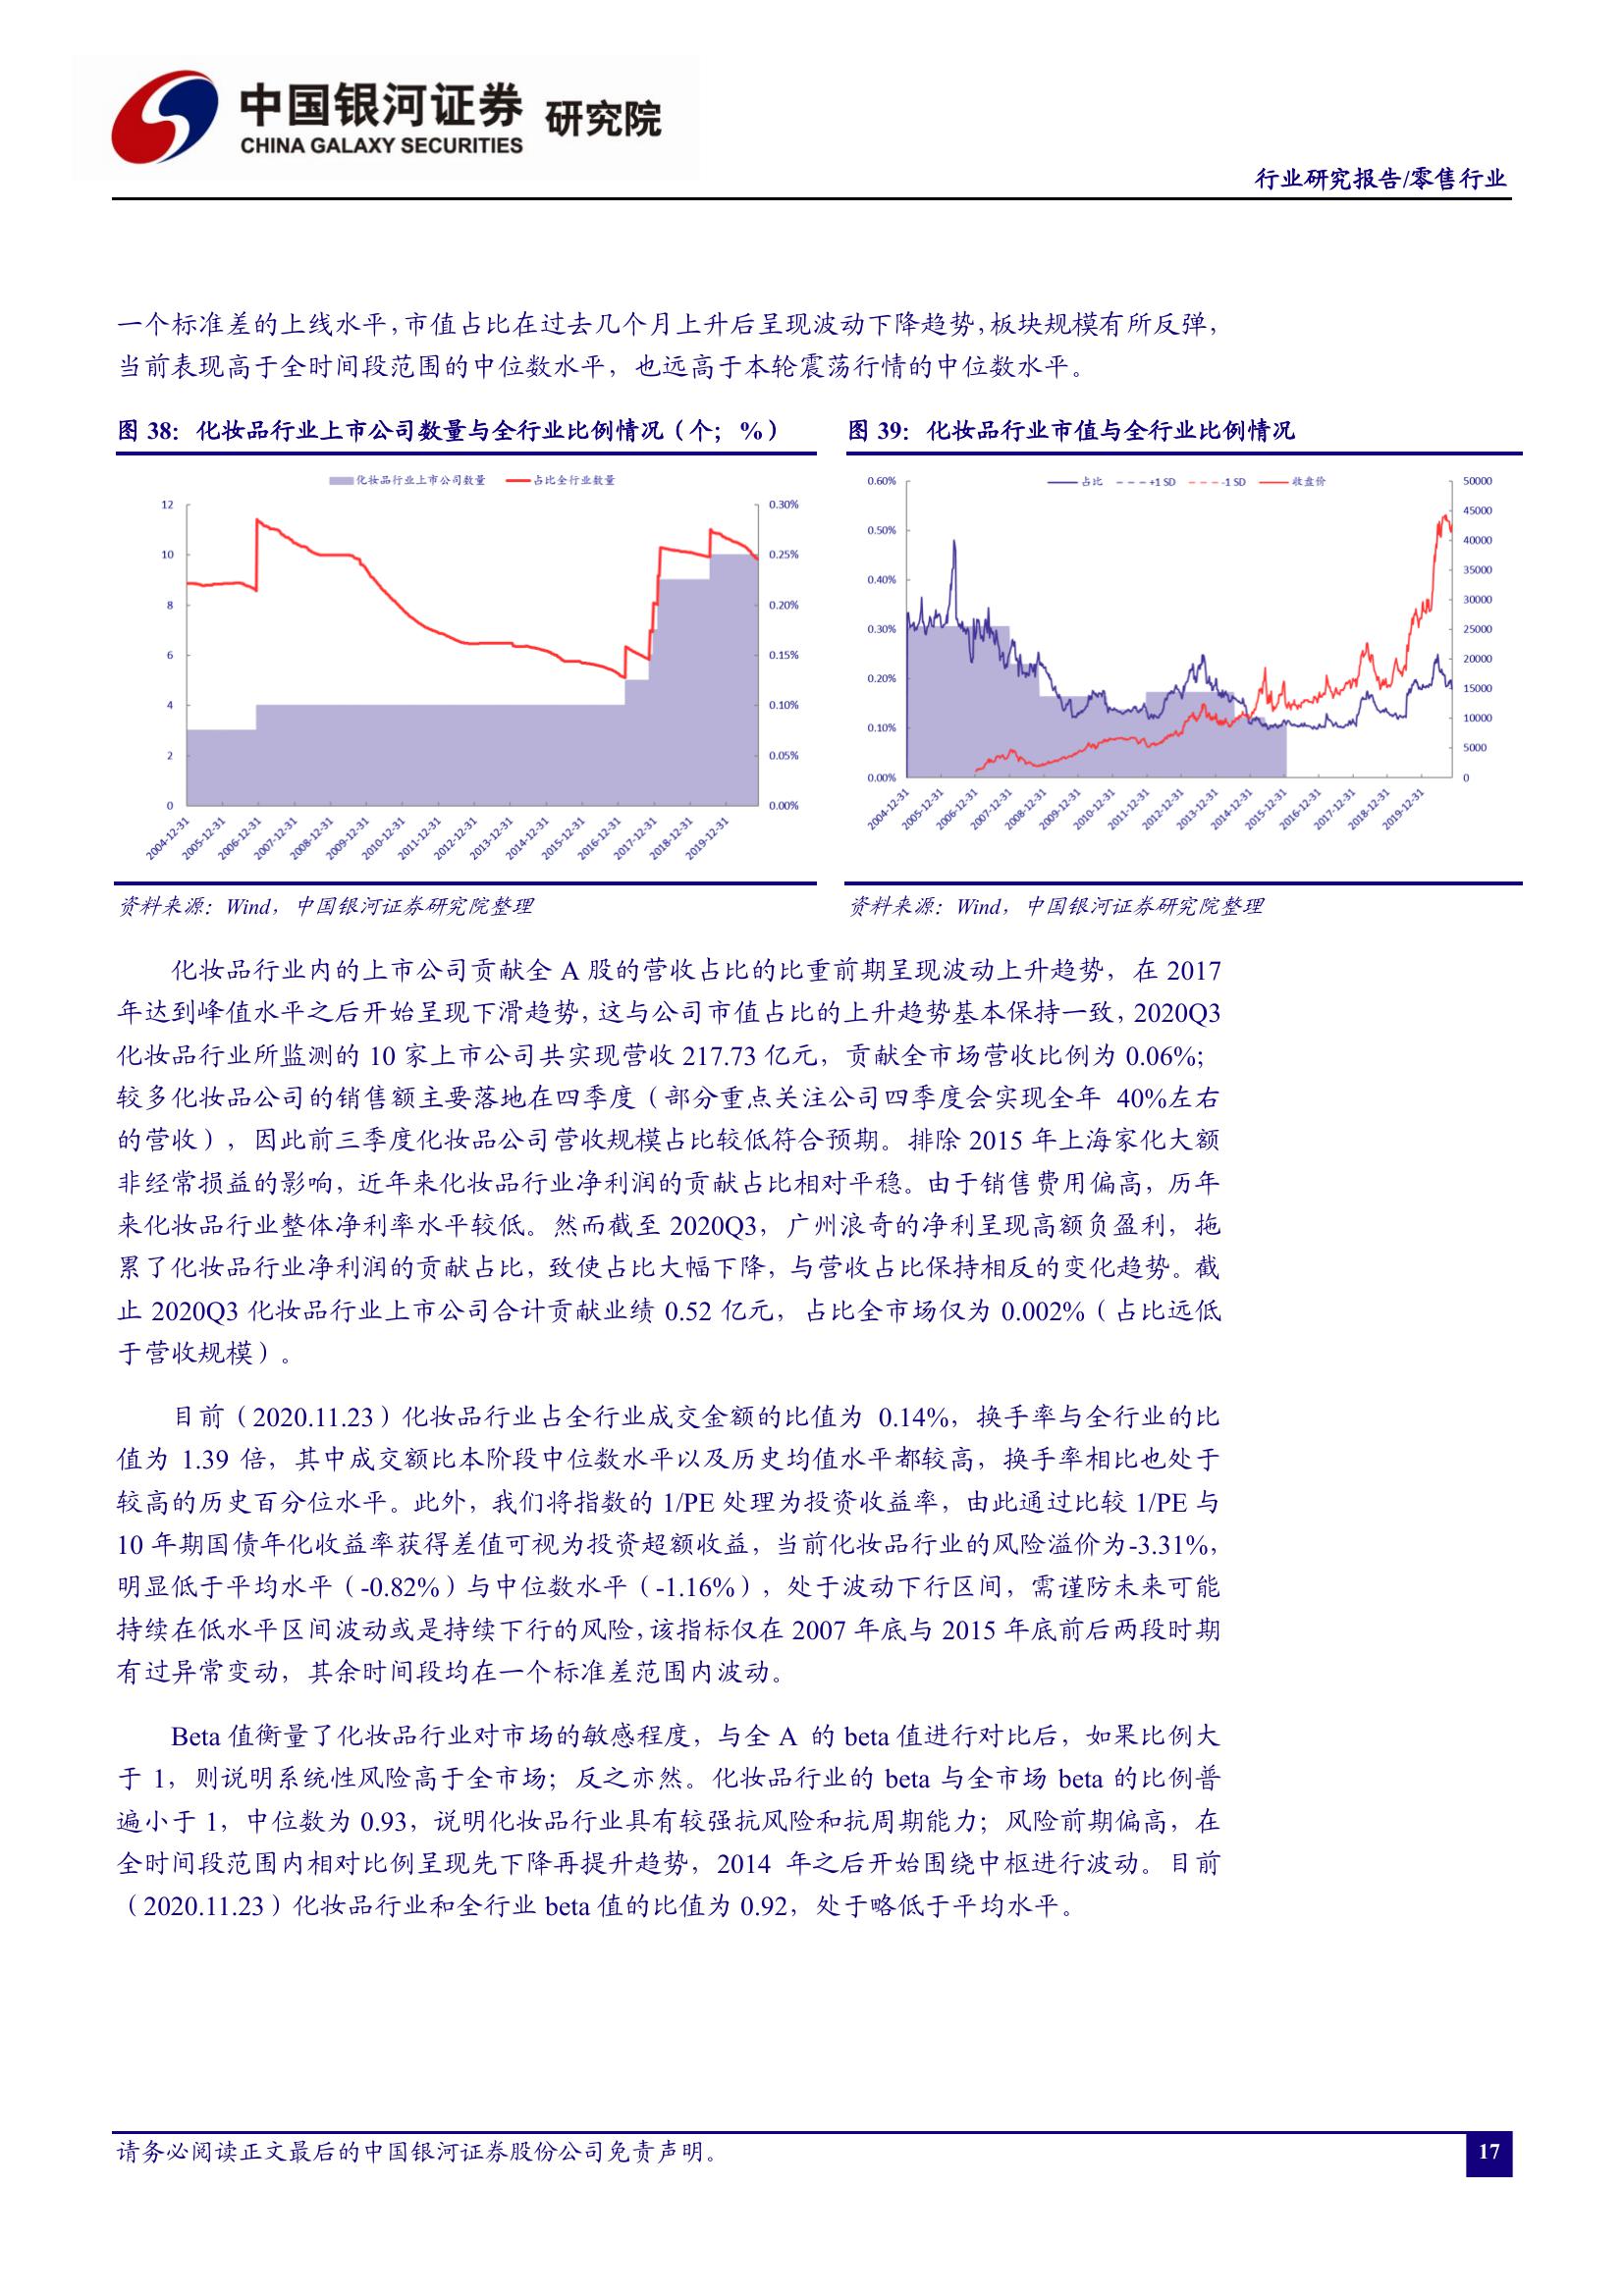 中国银河证券 研究院
CHINA GALAXY SECURITIES
行业研究报告/零售行业
一个标准差的上线水平，市值占比在过去几个月上升后呈现波动下降趋势，板块规模有所反弹，
当前表现高于全时间段范围的中位数水平，也远高于本轮震荡行情的中位数水平。
图 38：化妆品行业上市公司数量与全行业比例情况（个；%）
化妆品行业上市公司数量 占比全行业数量
12
10
8
6
4
2
0
0.30%
0.25%
0.20%
0.15%
0.10%
0.05%
0.00%
2004-12-31
2005-12-31
2006-12-31
2007-12-31
2008-12-31
2009-12-31
2010-12-31
2011-12-31
2012-12-31
2013-12-31
2014-12-31
2015-12-31
2016-12-31
2017-12-31
2018-12-31
2019-12-31
资料来源：Wind，中国银河证券研究院整理
图 39：化妆品行业市值与全行业比例情况
占比 +1 SD -1 SD 收盘价
0.60%
0.50%
0.40%
0.30%
0.20%
0.10%
0.00%
50000
45000
40000
35000
30000
25000
20000
15000
10000
5000
0
2004-12-31
2005-12-31
2006-12-31
2007-12-31
2008-12-31
2009-12-31
2010-12-31
2011-12-31
2012-12-31
2013-12-31
2014-12-31
2015-12-31
2016-12-31
2017-12-31
2018-12-31
2019-12-31
资料来源：Wind，中国银河证券研究院整理
化妆品行业内的上市公司贡献全 A 股的营收占比的比重前期呈现波动上升趋势，在 2017
年达到峰值水平之后开始呈现下滑趋势，这与公司市值占比的上升趋势基本保持一致，2020Q3
化妆品行业所监测的 10 家上市公司共实现营收 217.73 亿元，贡献全市场营收比例为 0.06%；
较多化妆品公司的销售额主要落地在四季度（部分重点关注公司四季度会实现全年 40%左右
的营收），因此前三季度化妆品公司营收规模占比较低符合预期。排除 2015 年上海家化大额
非经常损益的影响，近年来化妆品行业净利润的贡献占比相对平稳。由于销售费用偏高，历年
来化妆品行业整体净利率水平较低。然而截至 2020Q3，广州浪奇的净利呈现高额负盈利，拖
累了化妆品行业净利润的贡献占比，致使占比大幅下降，与营收占比保持相反的变化趋势。截
止 2020Q3 化妆品行业上市公司合计贡献业绩 0.52 亿元，占比全市场仅为 0.002%（占比远低
于营收规模）。
目前（2020.11.23）化妆品行业占全行业成交金额的比值为 0.14%，换手率与全行业的比
值为 1.39 倍，其中成交额比本阶段中位数水平以及历史均值水平都较高，换手率相比也处于
较高的历史百分位水平。此外，我们将指数的 1/PE 处理为投资收益率，由此通过比较 1/PE 与
10 年期国债年化收益率获得差值可视为投资超额收益，当前化妆品行业的风险溢价为-3.31%，
明显低于平均水平（-0.82%）与中位数水平（-1.16%），处于波动下行区间，需谨防未来可能
持续在低水平区间波动或是持续下行的风险，该指标仅在 2007 年底与 2015 年底前后两段时期
有过异常变动，其余时间段均在一个标准差范围内波动。
Beta 值衡量了化妆品行业对市场的敏感程度，与全 A 的 beta 值进行对比后，如果比例大
于 1，则说明系统性风险高于全市场；反之亦然。化妆品行业的 beta 与全市场 beta 的比例普
遍小于 1，中位数为 0.93，说明化妆品行业具有较强抗风险和抗周期能力；风险前期偏高，在
全时间段范围内相对比例呈现先下降再提升趋势，2014 年之后开始围绕中枢进行波动。目前
（2020.11.23）化妆品行业和全行业 beta 值的比值为 0.92，处于略低于平均水平。
请务必阅读正文最后的中国银河证券股份公司免责声明。
17